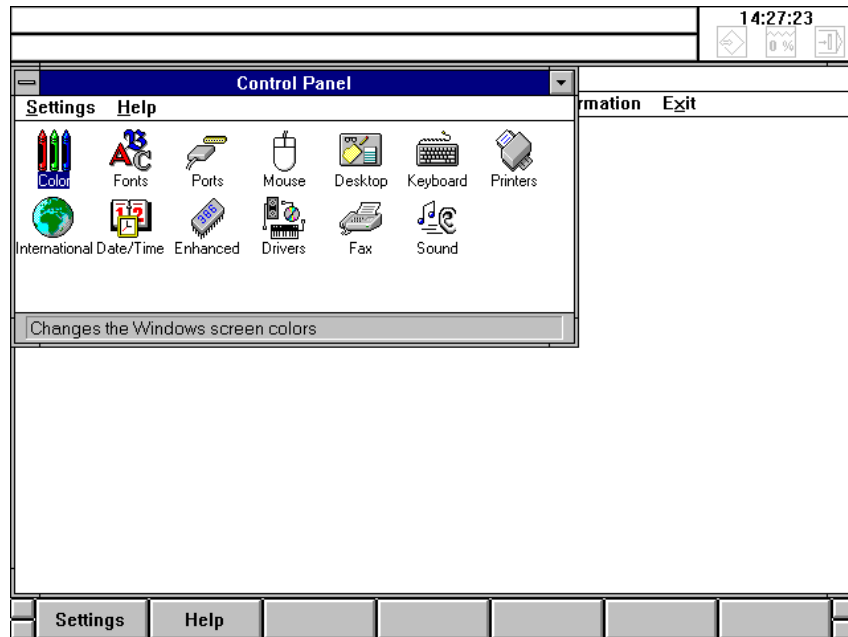 14:27:23
0 %
Control Panel
Settings Help
rmation Exit
Color Fonts Ports Mouse Desktop Keyboard Printers
386
International Date/Time Enhanced Drivers Fax Sound
Changes the Windows screen colors
Settings Help